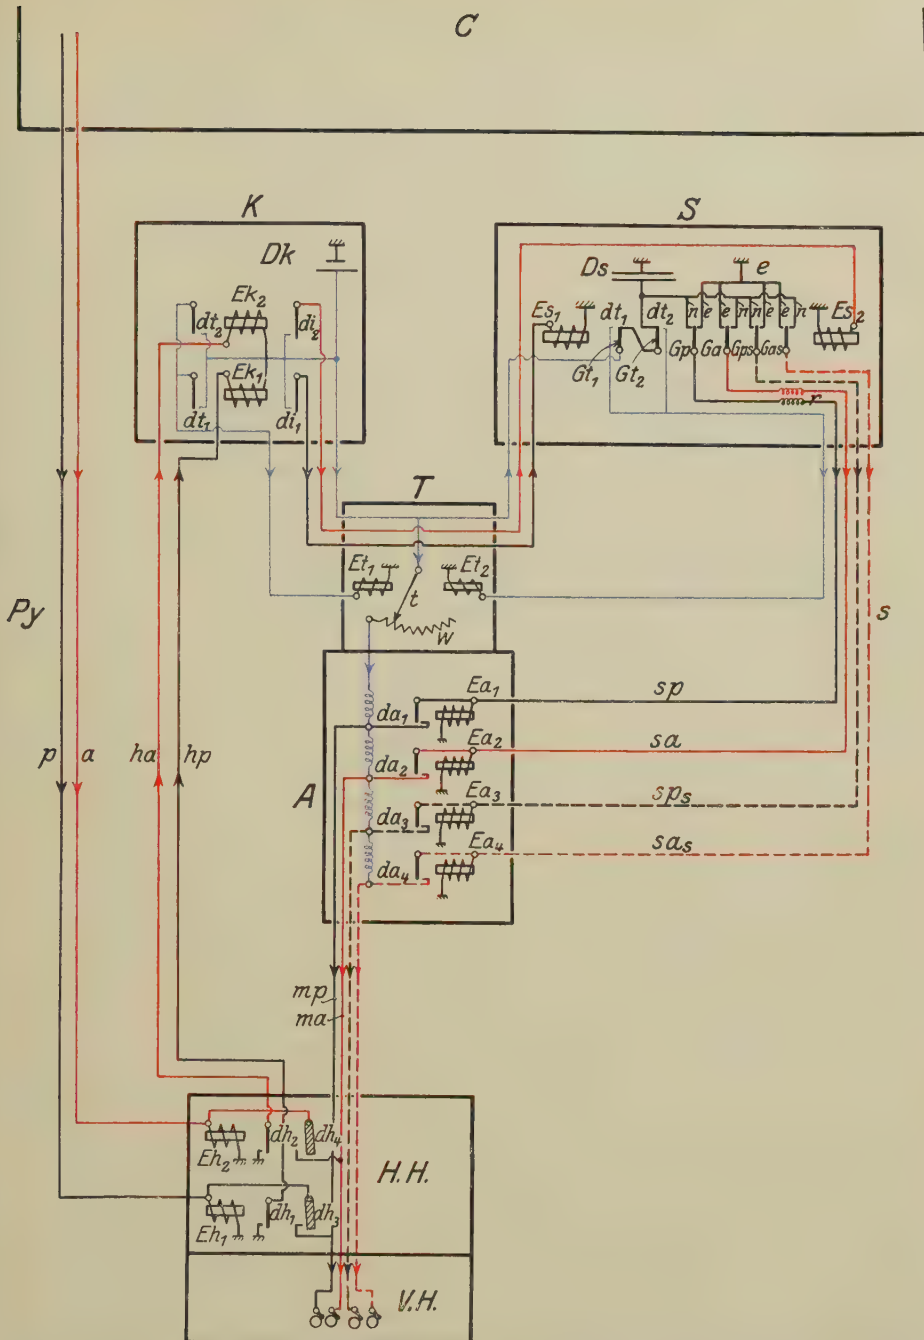 C
K
S
Dk
Ds
e
Ek₂
dt₂
di₂
Es₁
dt₁
dt₂
n
e
e
n
n
e
e
n
Es₂
Ek₁
dt₁
di₁
Gt₁
Gt₂
Gp
Ga
Gps
Gas
r
T
Et₁
Et₂
t
w
Py
s
p
a
ha
hp
A
da₁
Ea₁
sp
da₂
Ea₂
sa
da₃
Ea₃
spₛ
da₄
Ea₄
saₛ
mp
ma
Eh₂
dh₂
dh₄
H.H.
Eh₁
dh₁
dh₃
V.H.